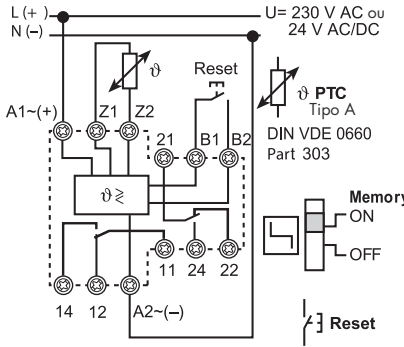 L (+)
U= 230 V AC ou
N (–)
24 V AC/DC
ϑ
Reset
ϑ PTC
Tipo A
A1~(+)
Z1
Z2
21
B1
B2
DIN VDE 0660
Part 303
ϑ ≷
Memory
ON
OFF
11
24
22
14
12
A2~(–)
Reset